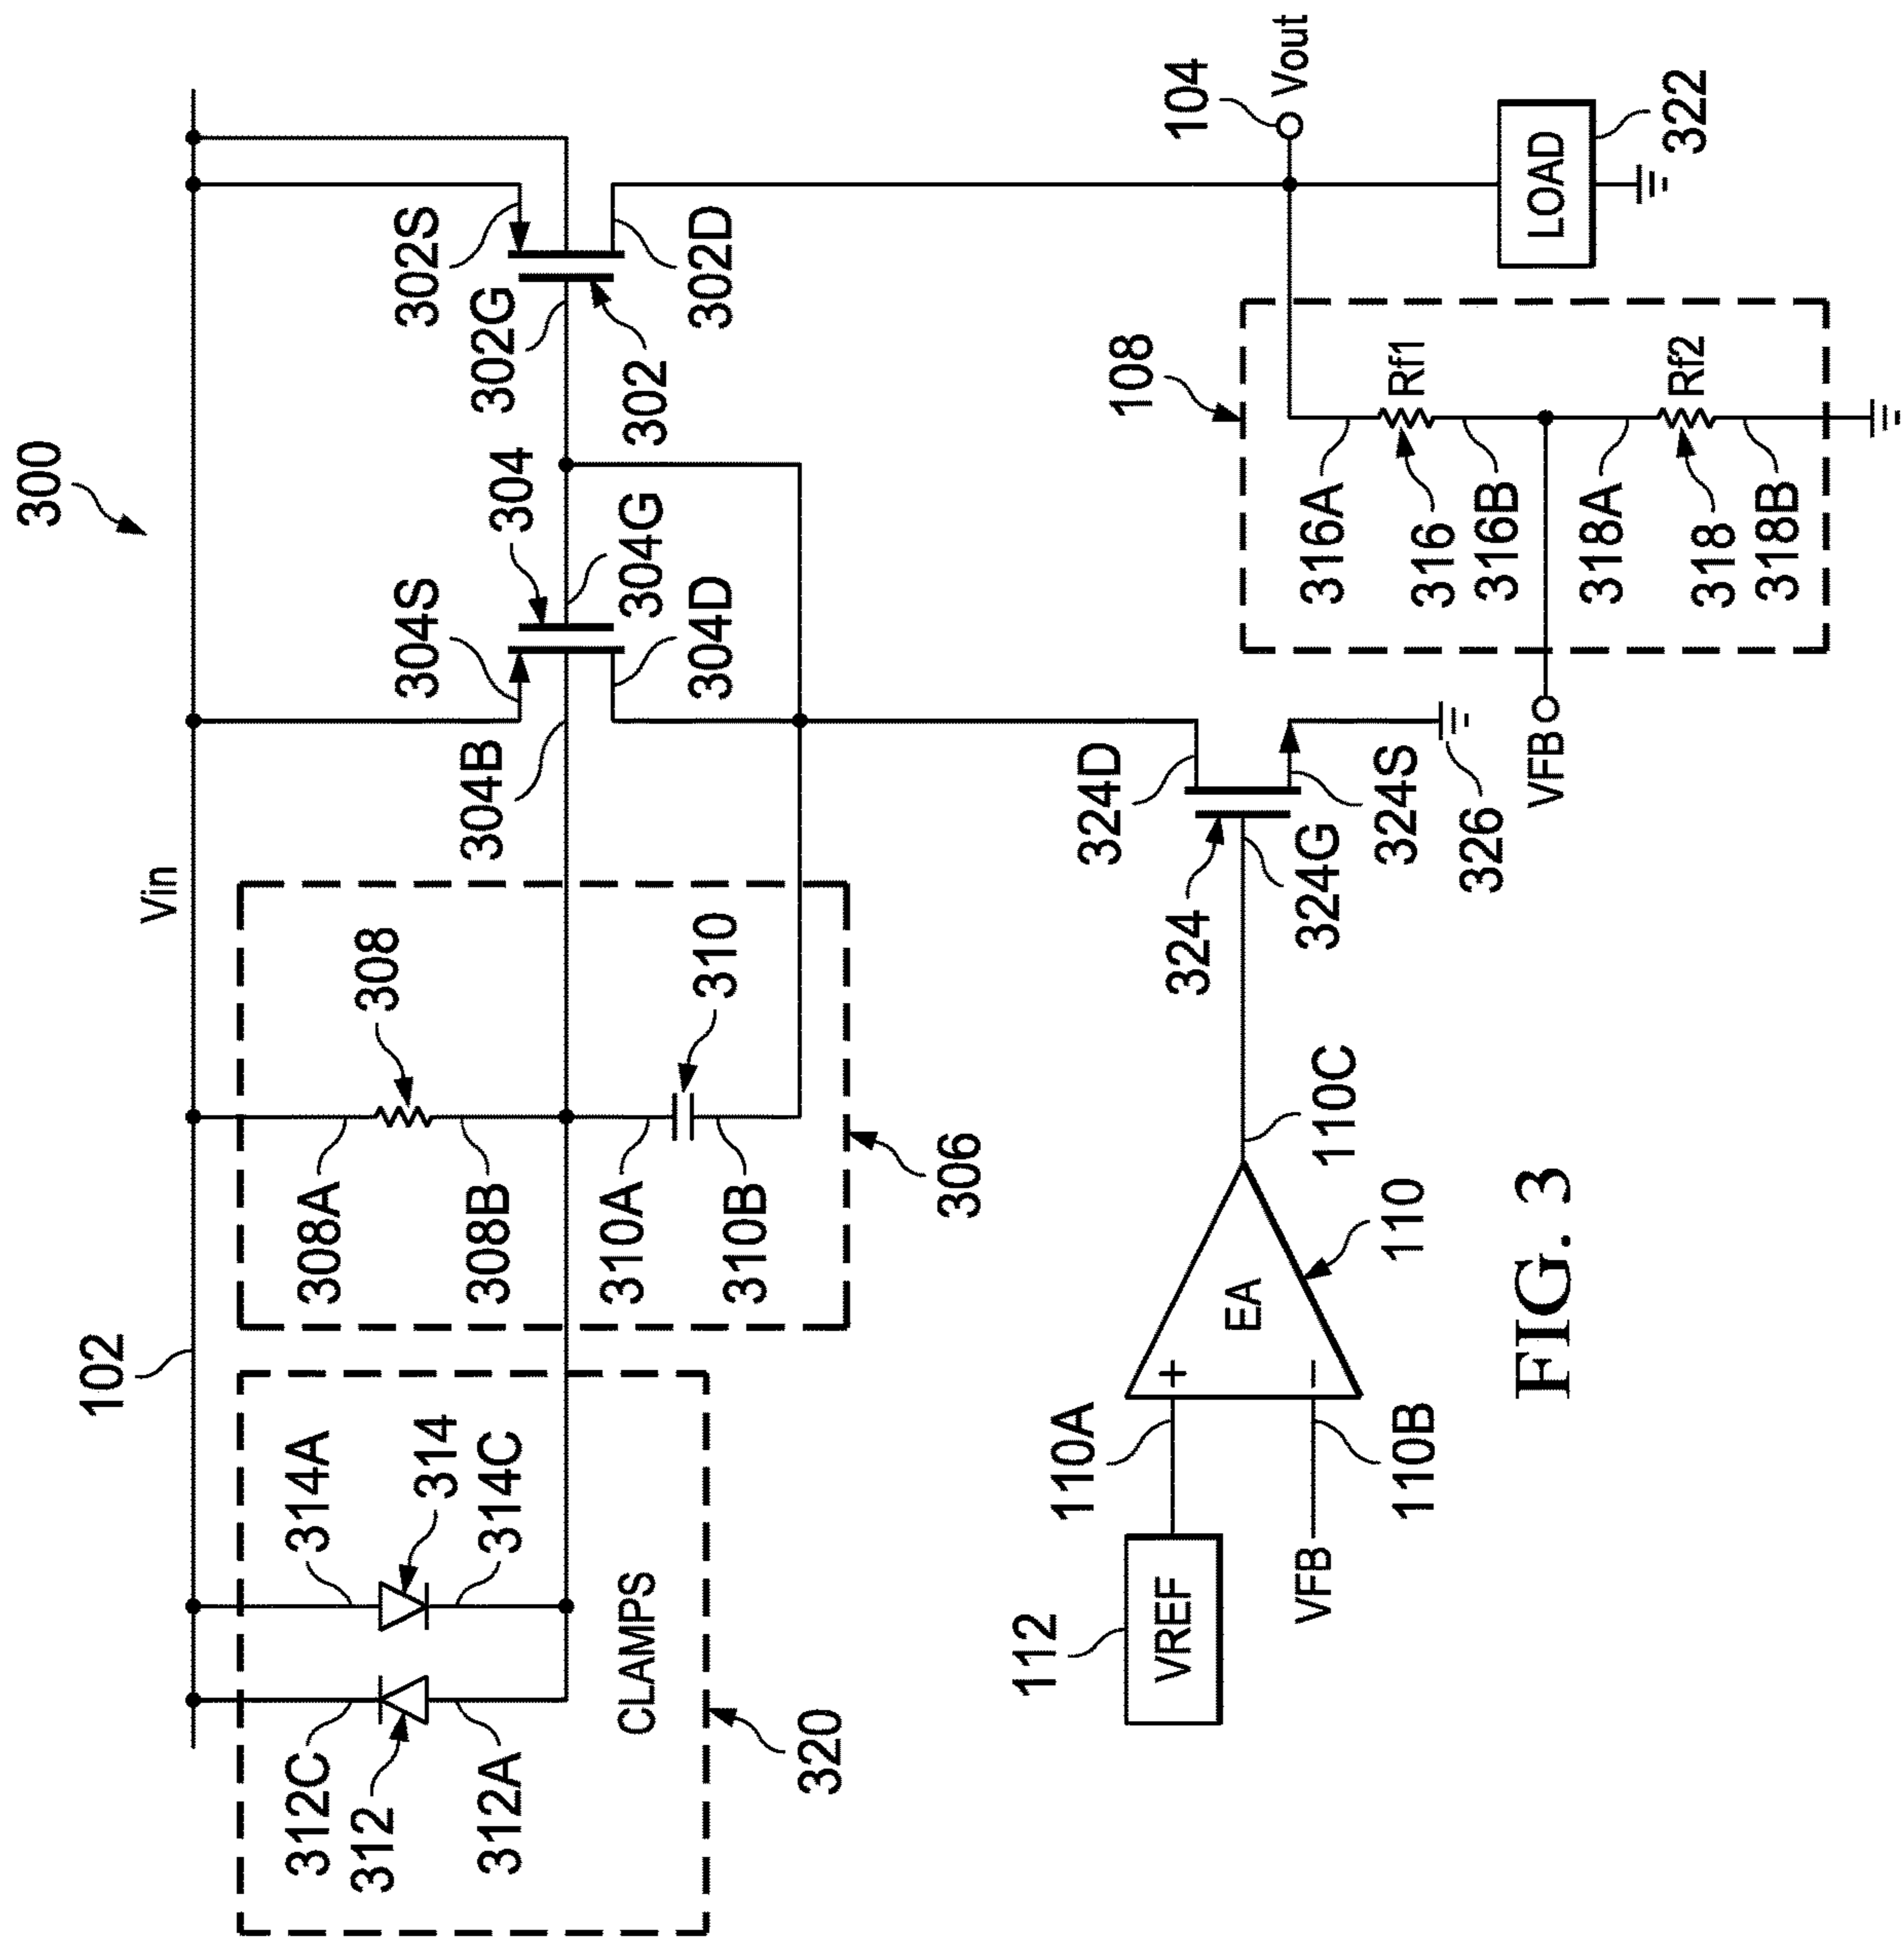 300
Vin
102
302S
302G
302
302D
304S
304
304G
304D
304B
308
308A
308B
310
310A
310B
306
314A
314
314C
312C
312
312A
CLAMPS
320
104
Vout
LOAD
322
108
316A
Rf1
316
316B
318A
Rf2
318
318B
VFB
324D
324
324G
324S
326
110C
EA
+
−
110
110A
110B
VREF
112
VFB
FIG. 3